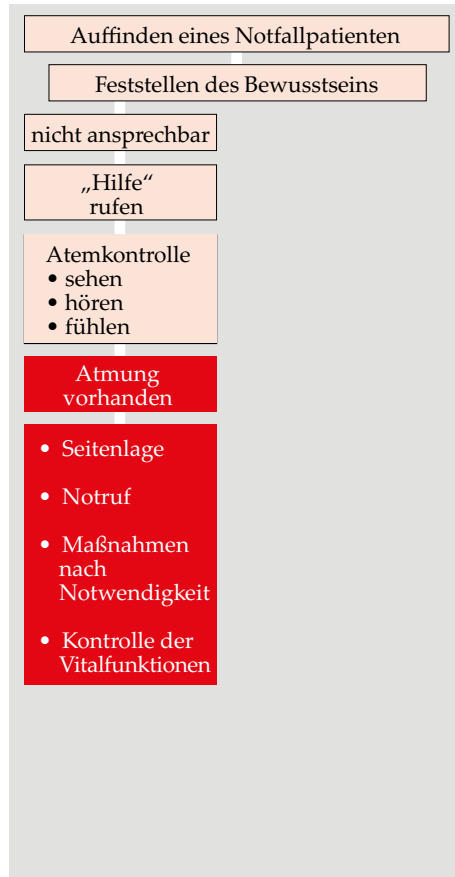 Auffinden eines Notfallpatienten
Feststellen des Bewusstseins
nicht ansprechbar
„Hilfe“
rufen
Atemkontrolle
• sehen
• hören
• fühlen
Atmung
vorhanden
• Seitenlage
• Notruf
• Maßnahmen
nach
Notwendigkeit
• Kontrolle der
Vitalfunktionen